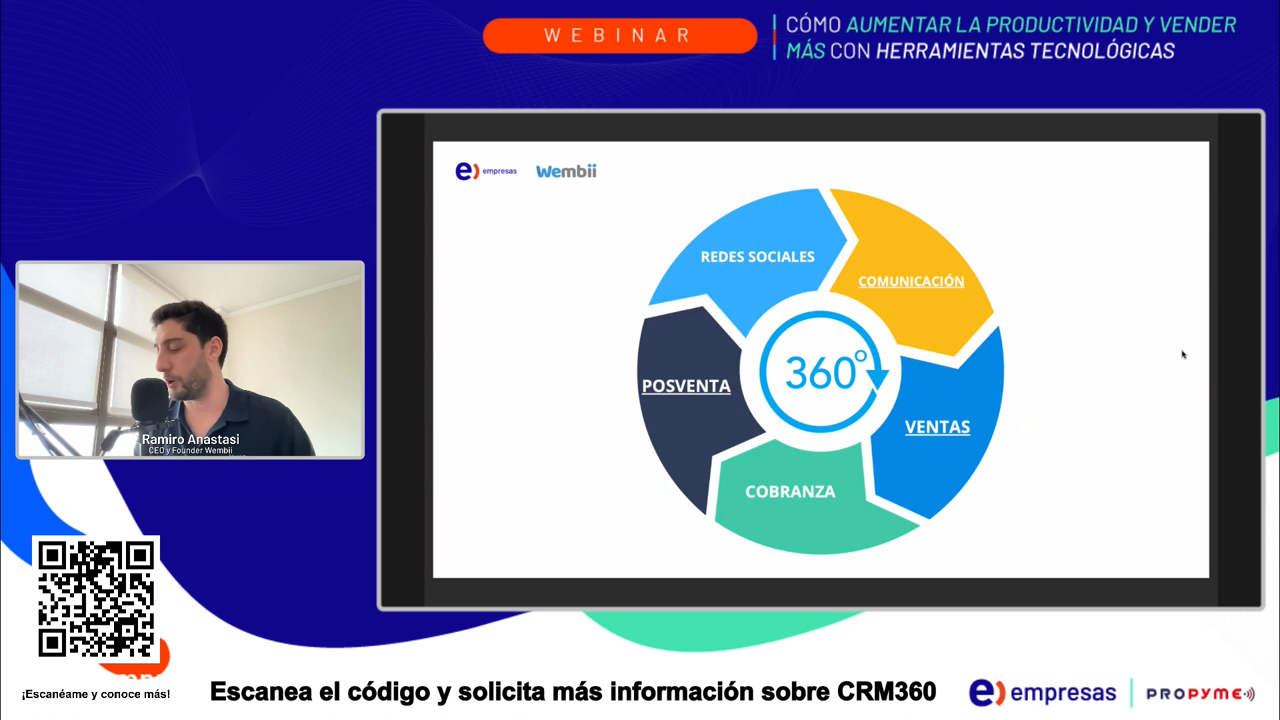 WEBINAR
CÓMO AUMENTAR LA PRODUCTIVIDAD Y VENDER
MÁS CON HERRAMIENTAS TECNOLÓGICAS
e) empresas
Wembii
REDES SOCIALES
COMUNICACIÓN
360°
POSVENTA
VENTAS
COBRANZA
Ramiro Anastasi
CEO y Founder Wembii
¡Escanéame y conoce más!
Escanea el código y solicita más información sobre CRM360
e) empresas
PROPYME